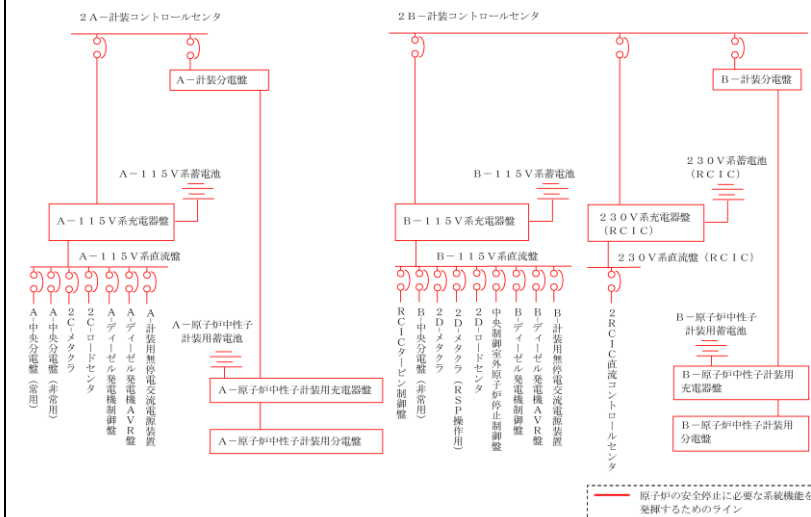 2A-計装コントロールセンタ
2B-計装コントロールセンタ
A-計装分電盤
B-計装分電盤
A-115V系蓄電池
B-115V系蓄電池
230V系蓄電池
(RCIC)
A-115V系充電器盤
B-115V系充電器盤
230V系充電器盤
(RCIC)
A-115V系直流盤
B-115V系直流盤
230V系直流盤(RCIC)
A-中央分電盤(常用)
A-中央分電盤(非常用)
2C-メタクラ
2C-ロードセンタ
A-ディーゼル発電機制御盤
A-ディーゼル発電機AVR盤
A-計装用無停電交流電源装置
A-原子炉中性子
計装用蓄電池
A-原子炉中性子計装用充電器盤
A-原子炉中性子計装用分電盤
RCICタービン制御盤
B-中央分電盤(非常用)
2D-メタクラ
2D-メタクラ(RSP操作用)
2D-ロードセンタ
中央制御室外原子炉停止制御盤
B-ディーゼル発電機制御盤
B-ディーゼル発電機AVR盤
B-計装用無停電交流電源装置
2RCIC直流コントロールセンタ
B-原子炉中性子
計装用蓄電池
B-原子炉中性子計装用
充電器盤
B-原子炉中性子計装用
分電盤
原子炉の安全停止に必要な系統機能を
発揮するためのライン